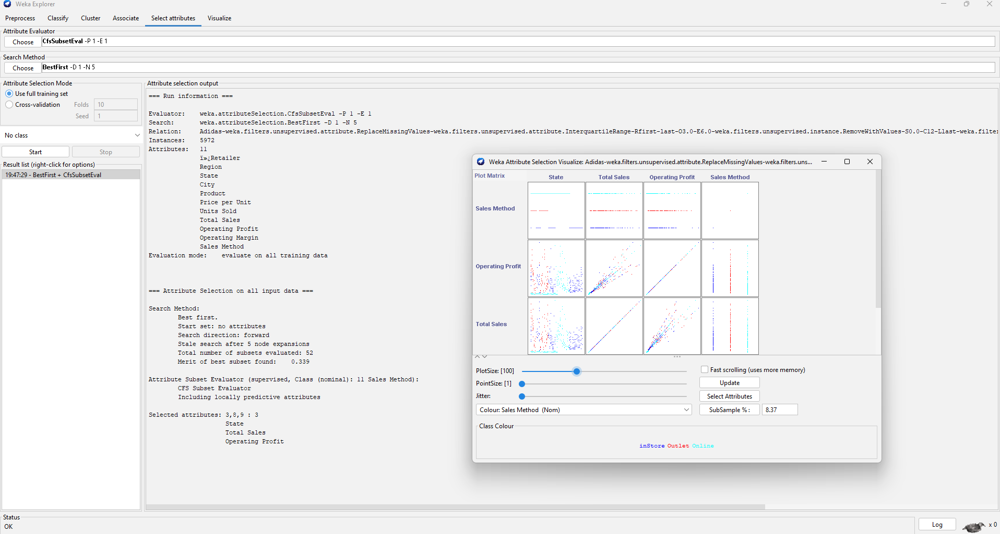 Weka Explorer
Preprocess Classify Cluster Associate Select attributes Visualize
Attribute Evaluator
Choose CfsSubsetEval -P 1 -E 1
Search Method
Choose BestFirst -D 1 -N 5
Attribute Selection Mode
Use full training set
Cross-validation Folds 10
Seed 1
No class
Start Stop
Result list (right-click for options)
19:47:29 - BestFirst + CfsSubsetEval
Attribute selection output
=== Run information ===
Evaluator: weka.attributeSelection.CfsSubsetEval -P 1 -E 1
Search: weka.attributeSelection.BestFirst -D 1 -N 5
Relation: Adidas-weka.filters.unsupervised.attribute.ReplaceMissingValues-weka.filters.unsupervised.attribute.InterquartileRange-Rfirst-last-O3.0-E6.0-weka.filters.unsupervised.instance.RemoveWithValues-S0.0-C12-Llast-weka.filte
Instances: 5972
Attributes: 11
ï»¿Retailer
Region
State
City
Product
Price per Unit
Units Sold
Total Sales
Operating Profit
Operating Margin
Sales Method
Evaluation mode: evaluate on all training data
=== Attribute Selection on all input data ===
Search Method:
Best first.
Start set: no attributes
Search direction: forward
Stale search after 5 node expansions
Total number of subsets evaluated: 52
Merit of best subset found: 0.339
Attribute Subset Evaluator (supervised, Class (nominal): 11 Sales Method):
CFS Subset Evaluator
Including locally predictive attributes
Selected attributes: 3,8,9 : 3
State
Total Sales
Operating Profit
Weka Attribute Selection Visualize: Adidas-weka.filters.unsupervised.attribute.ReplaceMissingValues-weka.filters.uns...
Plot Matrix State Total Sales Operating Profit Sales Method
Sales Method
Operating Profit
Total Sales
PlotSize: [100]
PointSize: [1]
Jitter:
Colour: Sales Method (Nom)
Fast scrolling (uses more memory)
Update
Select Attributes
SubSample % : 8.37
Class Colour
inStore Outlet Online
Status
OK
Log x 0